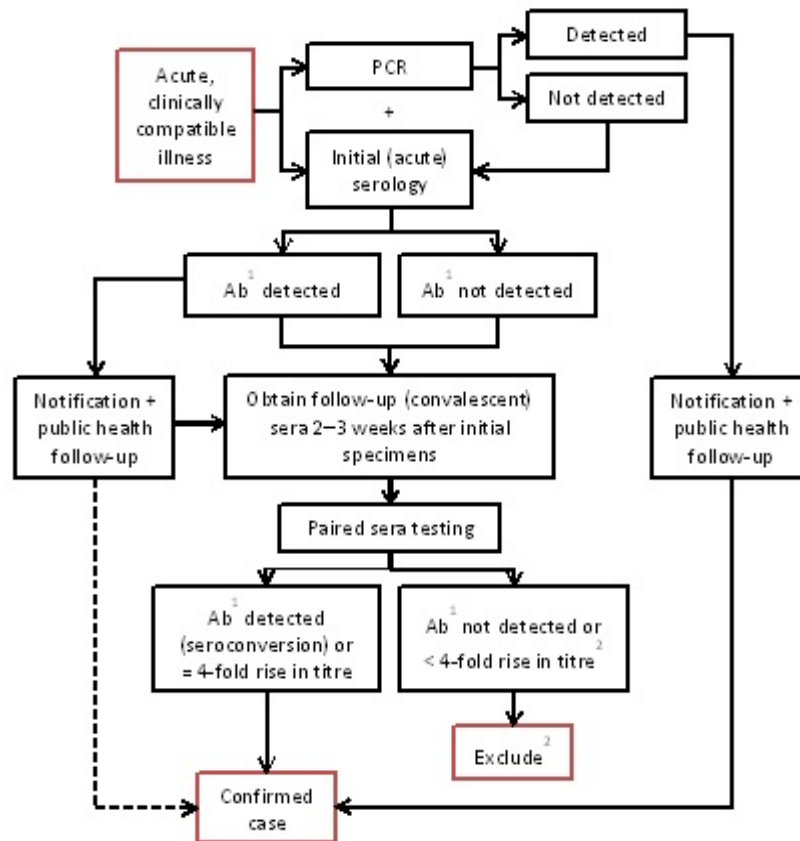 Acute,
clinically
compatible
illness
PCR
+
Initial (acute)
serology
Detected
Not detected
Ab¹ detected
Ab¹ not detected
Notification +
public health
follow-up
Obtain follow-up (convalescent)
sera 2–3 weeks after initial
specimens
Notification +
public health
follow-up
Paired sera testing
Ab¹ detected
(seroconversion) or
= 4-fold rise in titre
Ab¹ not detected or
< 4-fold rise in titre²
Exclude²
Confirmed
case